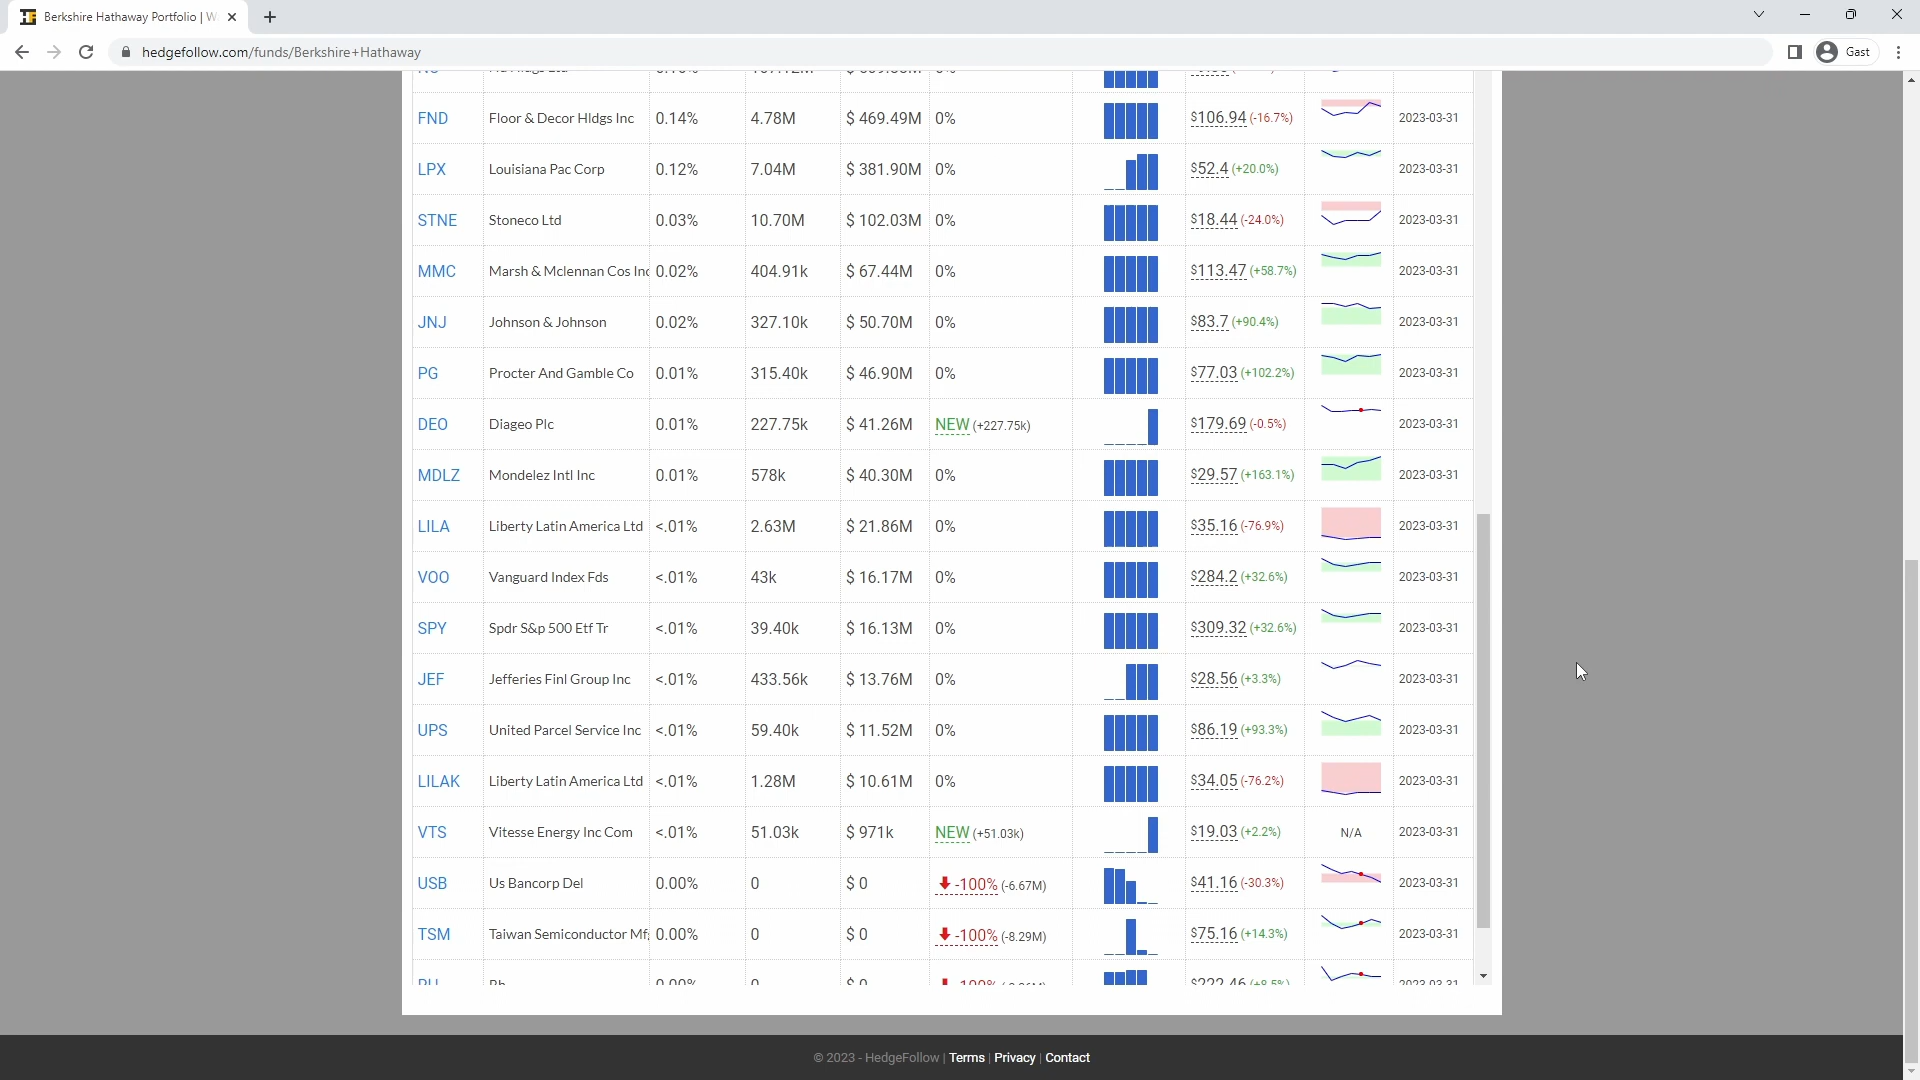 Berkshire Hathaway Portfolio | W
hedgefollow.com/funds/Berkshire+Hathaway
Gast
FND Floor & Decor Hldgs Inc 0.14% 4.78M $ 469.49M 0% $106.94 (-16.7%) 2023-03-31
LPX Louisiana Pac Corp 0.12% 7.04M $ 381.90M 0% $52.4 (+20.0%) 2023-03-31
STNE Stoneco Ltd 0.03% 10.70M $ 102.03M 0% $18.44 (-24.0%) 2023-03-31
MMC Marsh & Mclennan Cos Inc 0.02% 404.91k $ 67.44M 0% $113.47 (+58.7%) 2023-03-31
JNJ Johnson & Johnson 0.02% 327.10k $ 50.70M 0% $83.7 (+90.4%) 2023-03-31
PG Procter And Gamble Co 0.01% 315.40k $ 46.90M 0% $77.03 (+102.2%) 2023-03-31
DEO Diageo Plc 0.01% 227.75k $ 41.26M NEW (+227.75k) $179.69 (-0.5%) 2023-03-31
MDLZ Mondelez Intl Inc 0.01% 578k $ 40.30M 0% $29.57 (+163.1%) 2023-03-31
LILA Liberty Latin America Ltd <.01% 2.63M $ 21.86M 0% $35.16 (-76.9%) 2023-03-31
VOO Vanguard Index Fds <.01% 43k $ 16.17M 0% $284.2 (+32.6%) 2023-03-31
SPY Spdr S&p 500 Etf Tr <.01% 39.40k $ 16.13M 0% $309.32 (+32.6%) 2023-03-31
JEF Jefferies Finl Group Inc <.01% 433.56k $ 13.76M 0% $28.56 (+3.3%) 2023-03-31
UPS United Parcel Service Inc <.01% 59.40k $ 11.52M 0% $86.19 (+93.3%) 2023-03-31
LILAK Liberty Latin America Ltd <.01% 1.28M $ 10.61M 0% $34.05 (-76.2%) 2023-03-31
VTS Vitesse Energy Inc Com <.01% 51.03k $ 971k NEW (+51.03k) $19.03 (+2.2%) N/A 2023-03-31
USB Us Bancorp Del 0.00% 0 $ 0 -100% (-6.67M) $41.16 (-30.3%) 2023-03-31
TSM Taiwan Semiconductor Mf 0.00% 0 $ 0 -100% (-8.29M) $75.16 (+14.3%) 2023-03-31
© 2023 - HedgeFollow | Terms | Privacy | Contact